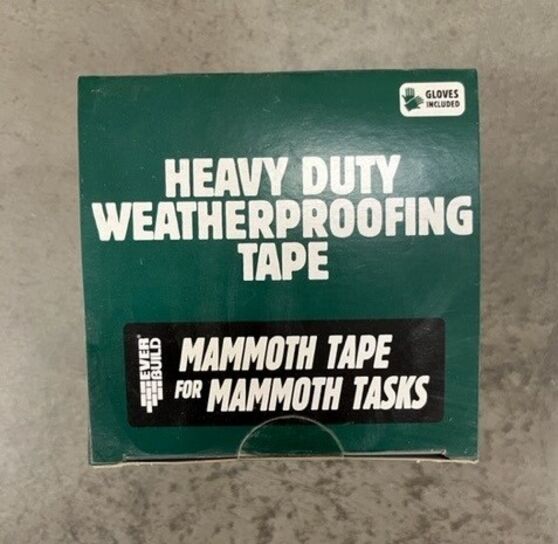 GLOVES
INCLUDED
HEAVY DUTY
WEATHERPROOFING
TAPE
EVER
BUILD
MAMMOTH TAPE
FOR MAMMOTH TASKS